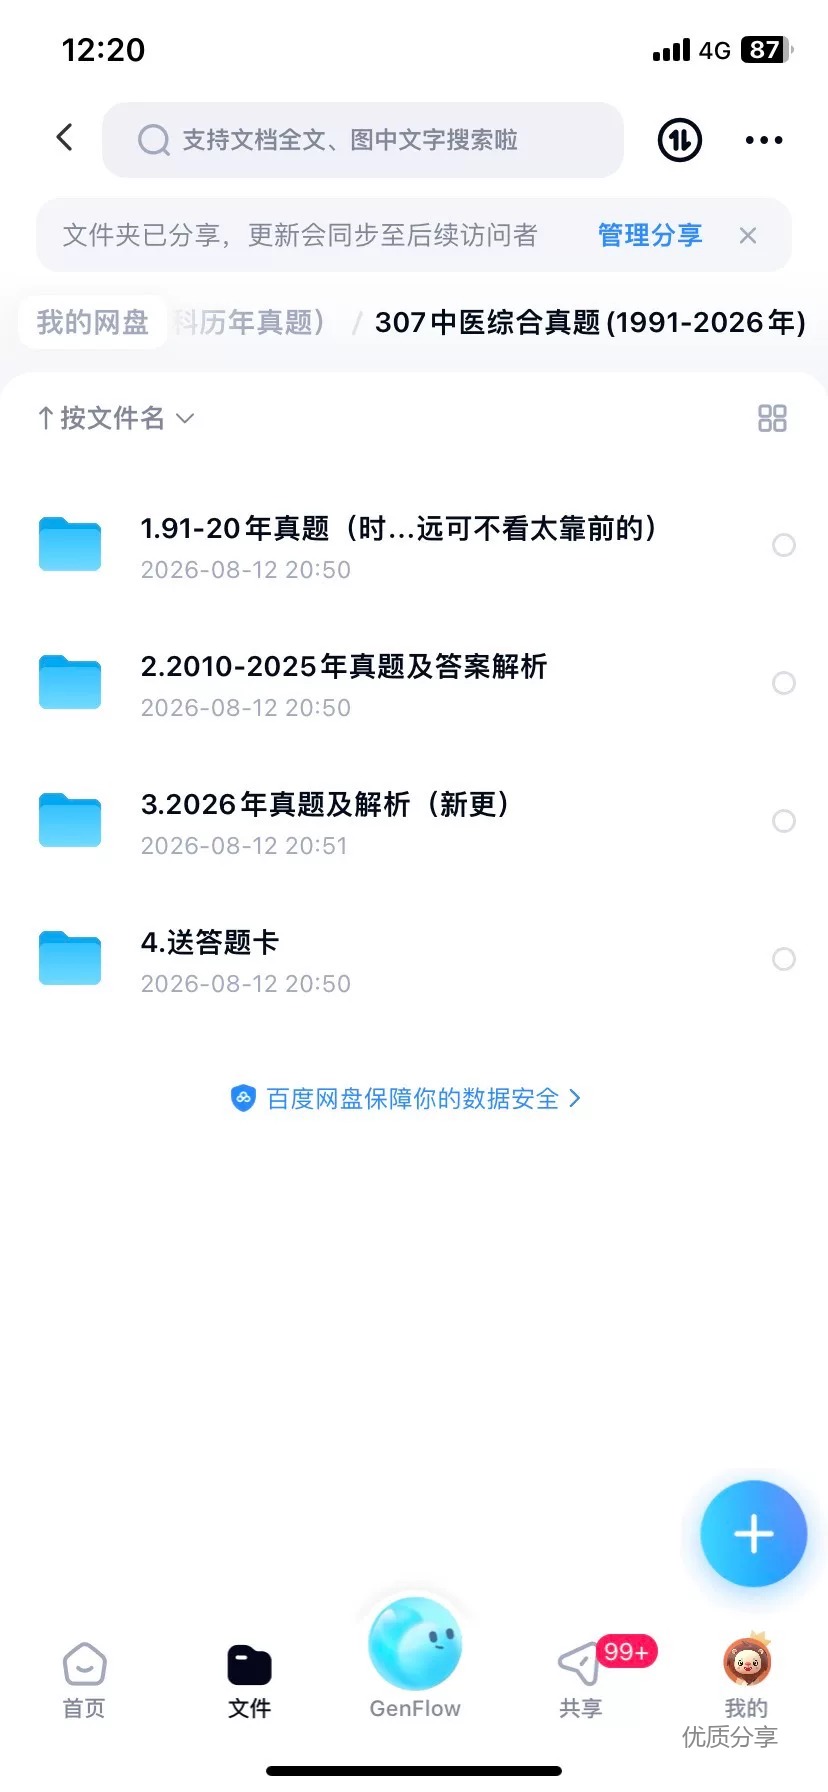 12:20
4G 87
支持文档全文、图中文字搜索啦
文件夹已分享，更新会同步至后续访问者 管理分享
我的网盘 科历年真题） / 307中医综合真题(1991-2026年)
↑按文件名
1.91-20年真题（时...远可不看太靠前的）
2026-08-12 20:50
2.2010-2025年真题及答案解析
2026-08-12 20:50
3.2026年真题及解析（新更）
2026-08-12 20:51
4.送答题卡
2026-08-12 20:50
百度网盘保障你的数据安全
99+
首页 文件 GenFlow 共享 我的
优质分享